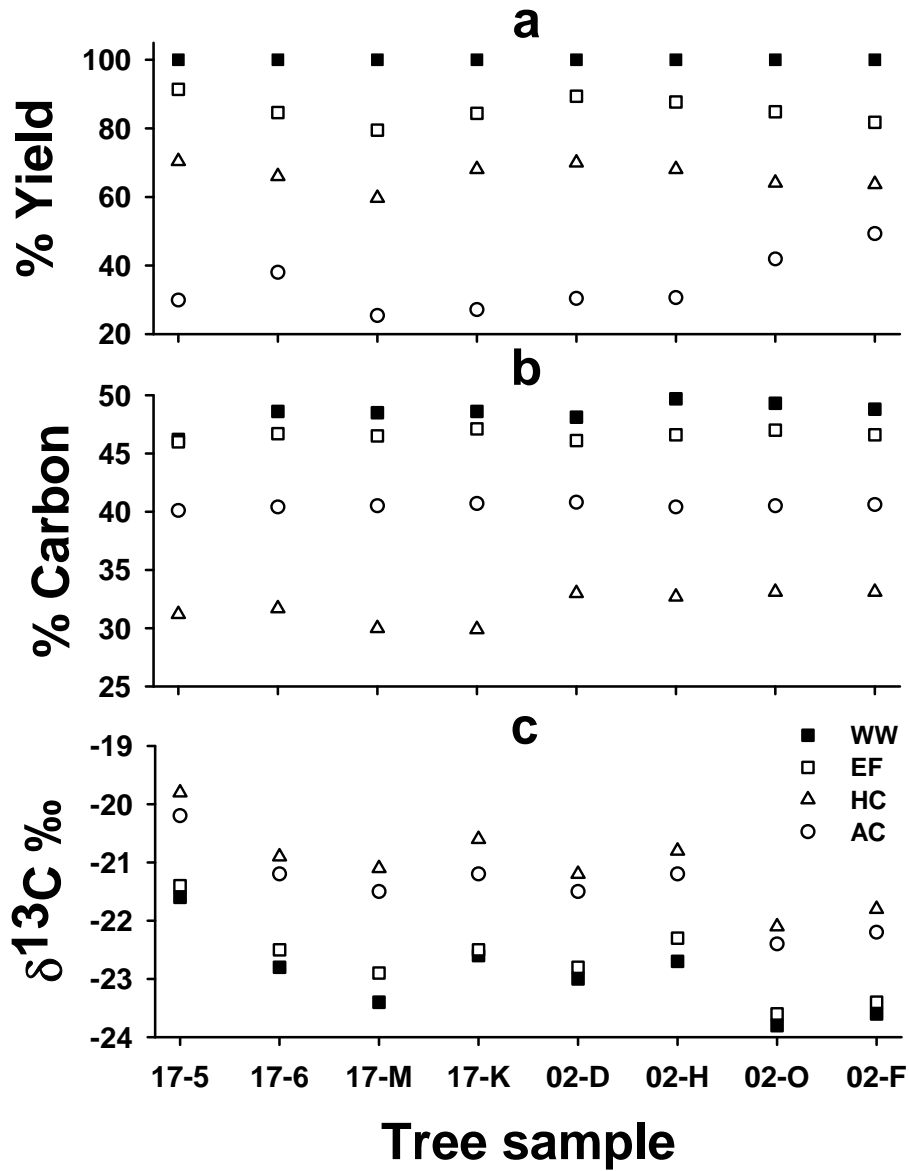 a
% Yield
100
80
60
40
20
b
% Carbon
50
45
40
35
30
25
c
δ13C ‰
-19
-20
-21
-22
-23
-24
WW
EF
HC
AC
17-5 17-6 17-M 17-K 02-D 02-H 02-O 02-F
Tree sample